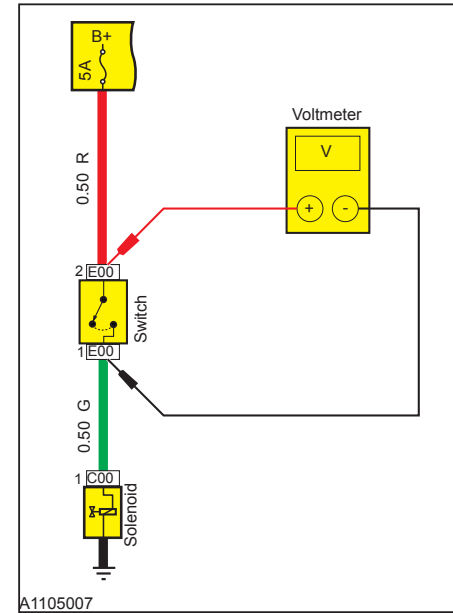 B+
5A
Voltmeter
V
+ -
0.50 R
2 E00
Switch
1 E00
0.50 G
1 C00
Solenoid
A1105007